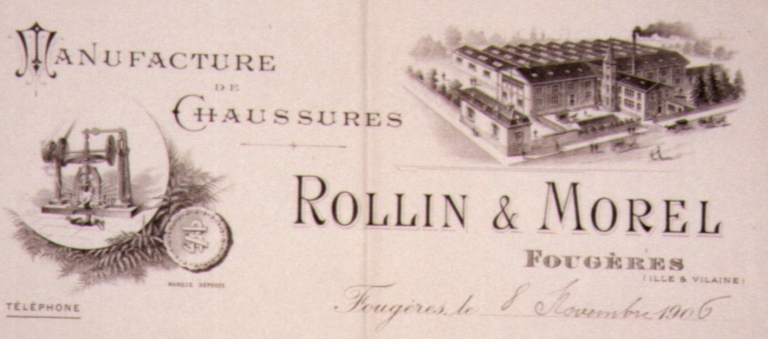 MANUFACTURE
DE
CHAUSSURES
ROLLIN & MOREL
FOUGÈRES
(ILLE & VILAINE)
MARQUE DÉPOSÉE
TÉLÉPHONE
Fougères, le 8 Novembre 1906